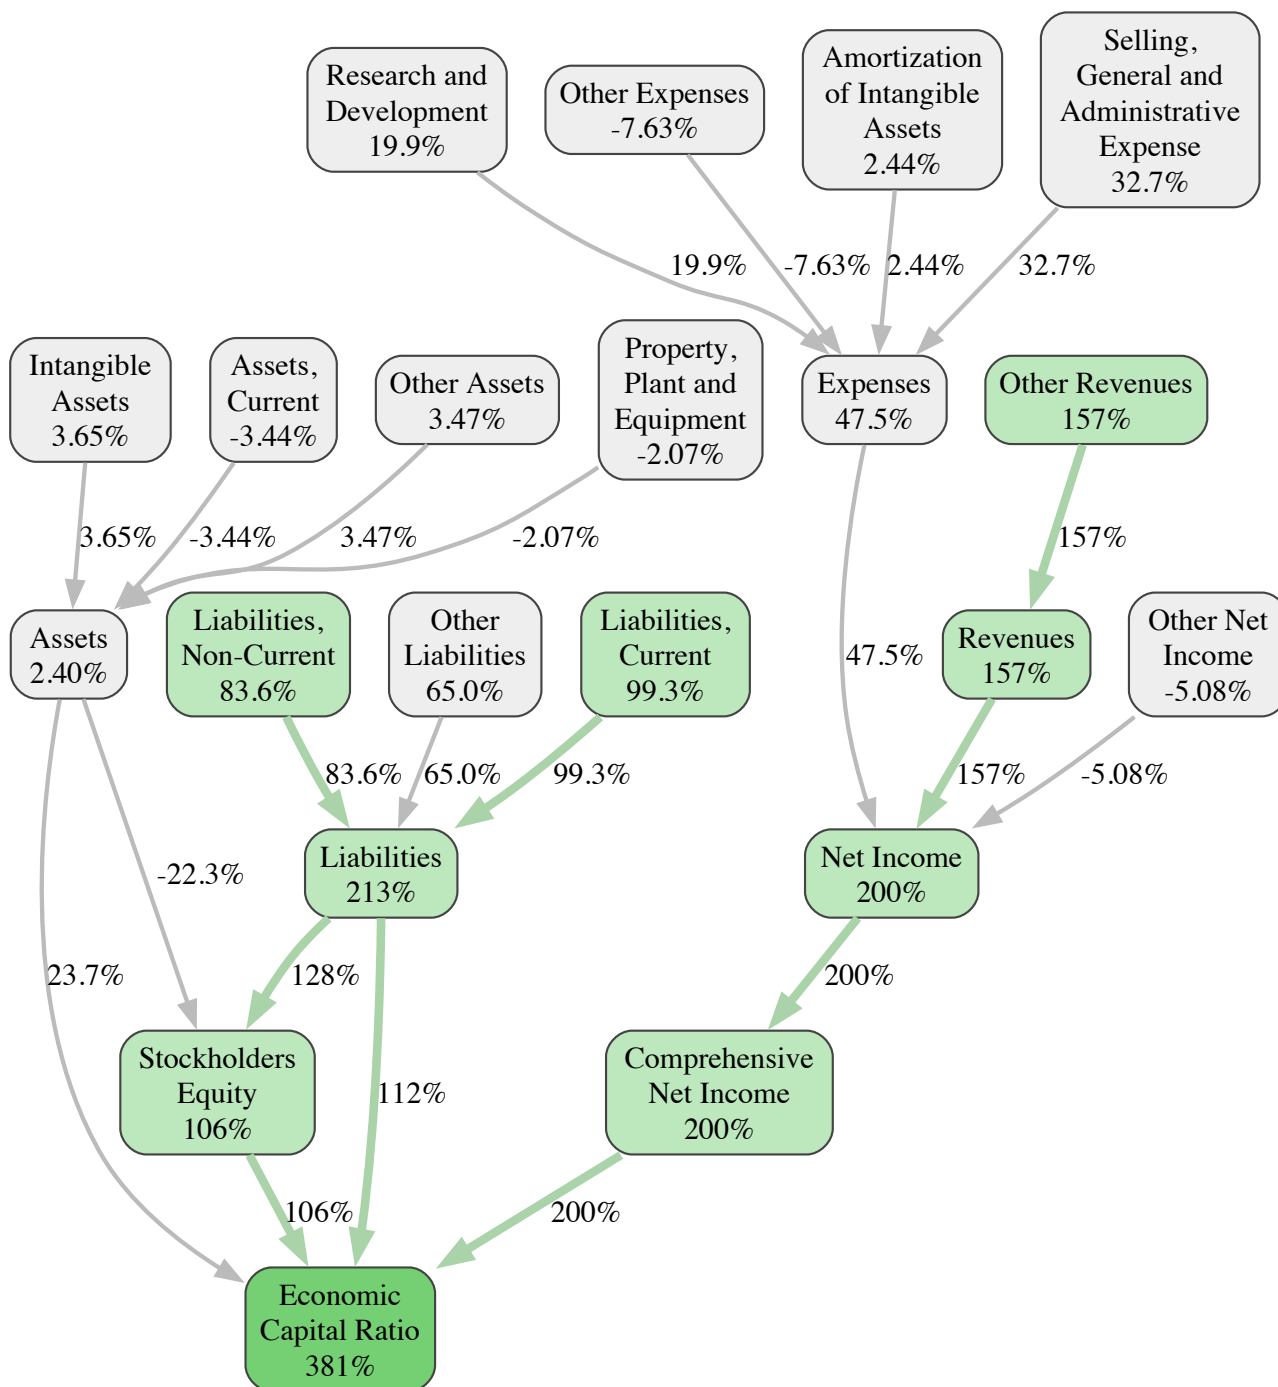 Research and
Development
19.9%
Other Expenses
-7.63%
Amortization
of Intangible
Assets
2.44%
Selling,
General and
Administrative
Expense
32.7%
19.9%
-7.63%
2.44%
32.7%
Intangible
Assets
3.65%
Assets,
Current
-3.44%
Other Assets
3.47%
Property,
Plant and
Equipment
-2.07%
Expenses
47.5%
Other Revenues
157%
3.65%
-3.44%
3.47%
-2.07%
157%
Assets
2.40%
Liabilities,
Non-Current
83.6%
Other
Liabilities
65.0%
Liabilities,
Current
99.3%
47.5%
Revenues
157%
Other Net
Income
-5.08%
83.6%
65.0%
99.3%
157%
-5.08%
-22.3%
Liabilities
213%
Net Income
200%
23.7%
128%
200%
Stockholders
Equity
106%
112%
Comprehensive
Net Income
200%
106%
200%
Economic
Capital Ratio
381%